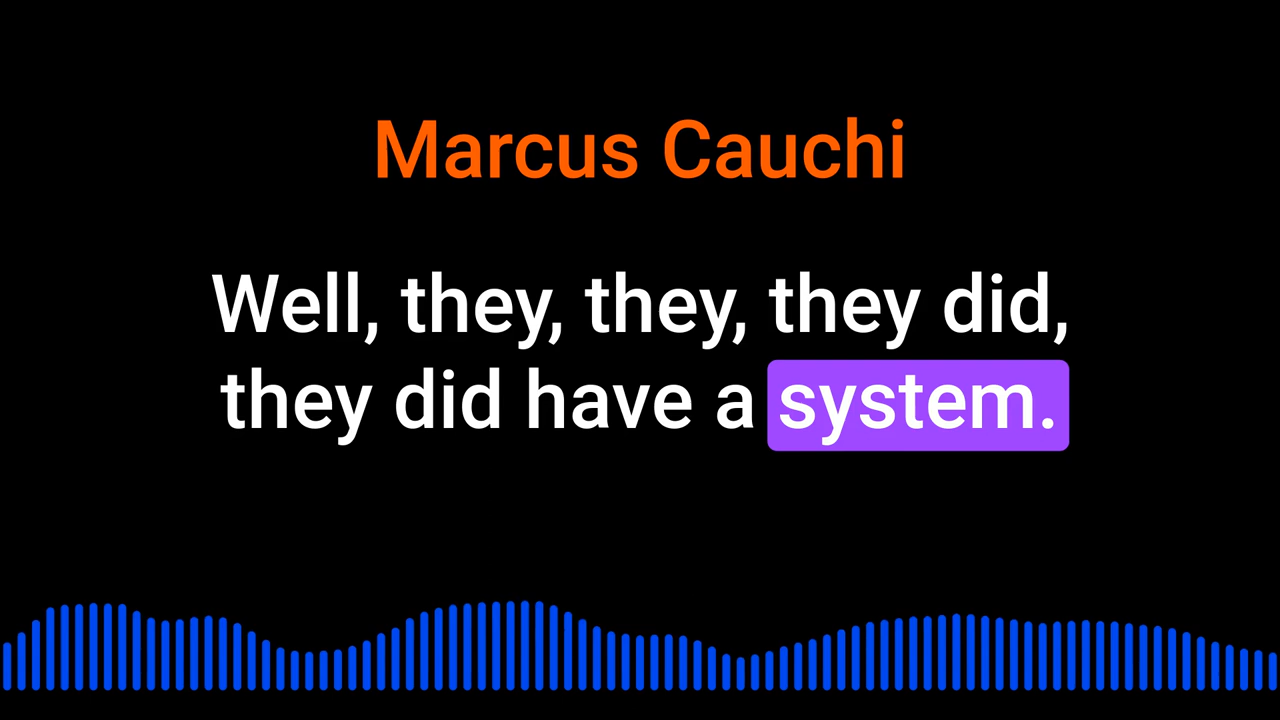 Marcus Cauchi
Well, they, they, they did,
they did have a system.